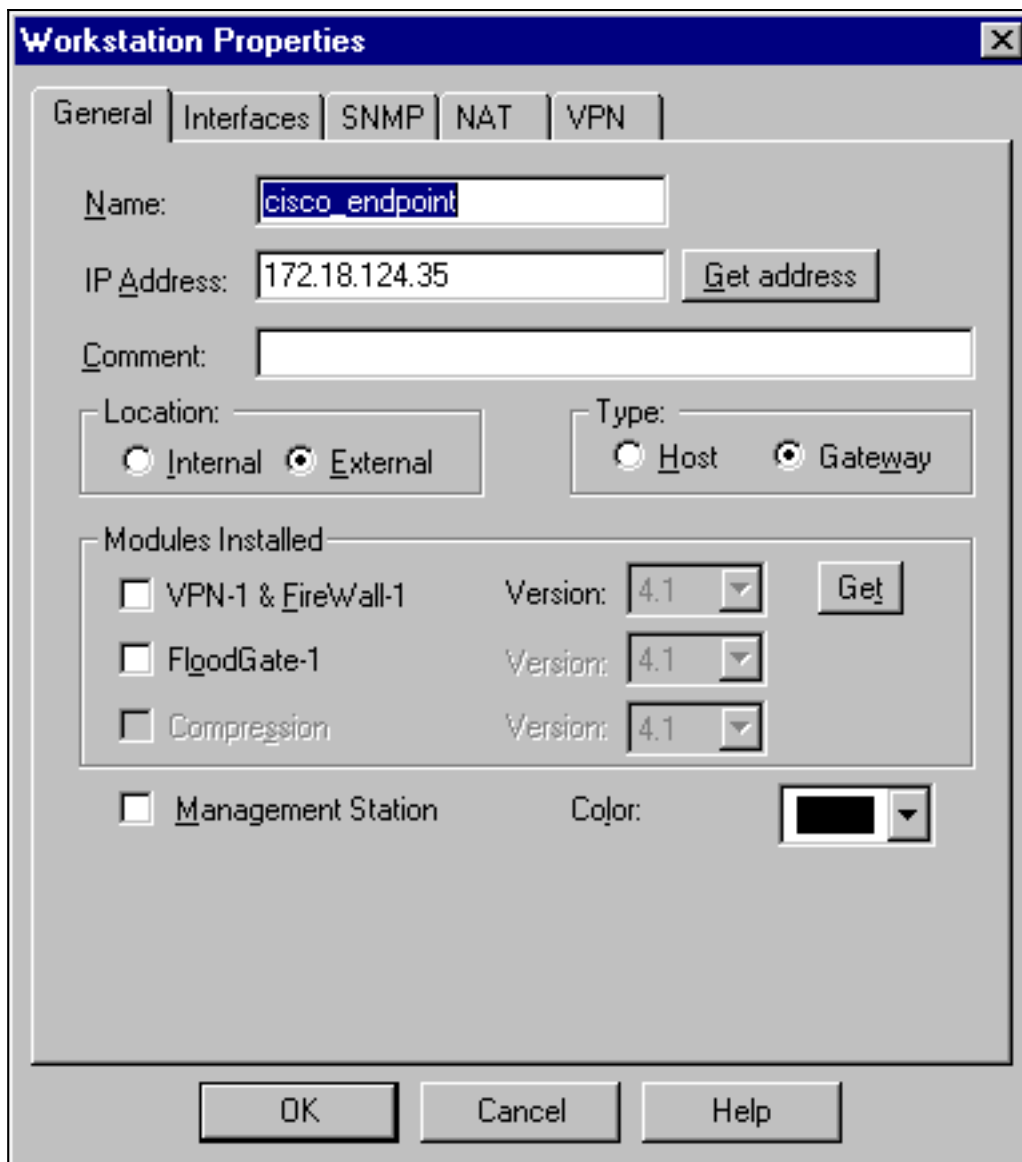 Workstation Properties
General Interfaces SNMP NAT VPN
Name: cisco_endpoint
IP Address: 172.18.124.35 Get address
Comment:
Location: Type:
Internal External Host Gateway
Modules Installed
VPN-1 & FireWall-1 Version: 4.1 Get
FloodGate-1 Version: 4.1
Compression Version: 4.1
Management Station Color:
OK Cancel Help